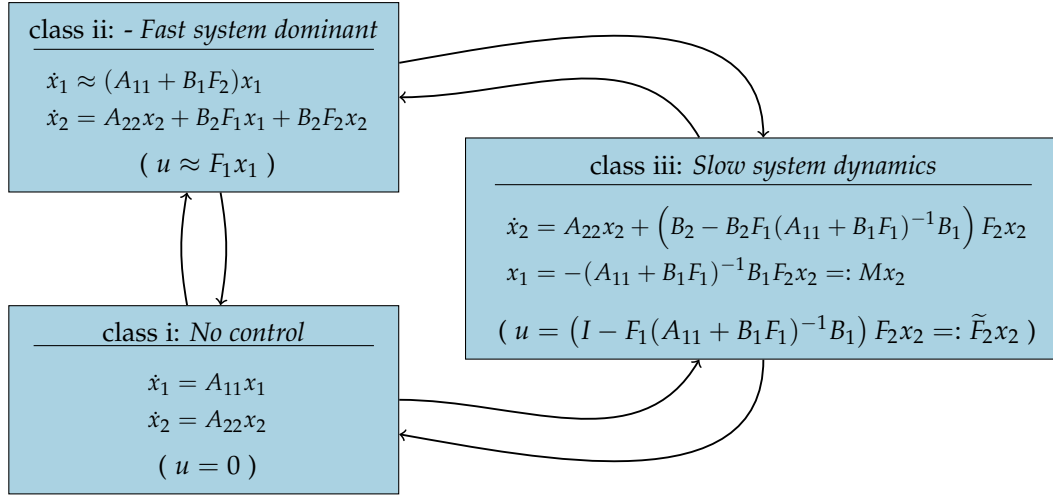 class ii: - Fast system dominant
ẋ₁ ≈ (A₁₁ + B₁F₂)x₁
ẋ₂ = A₂₂x₂ + B₂F₁x₁ + B₂F₂x₂
( u ≈ F₁x₁ )
class iii: Slow system dynamics
ẋ₂ = A₂₂x₂ + (B₂ − B₂F₁(A₁₁ + B₁F₁)⁻¹B₁) F₂x₂
x₁ = −(A₁₁ + B₁F₁)⁻¹B₁F₂x₂ =: Mx₂
( u = (I − F₁(A₁₁ + B₁F₁)⁻¹B₁) F₂x₂ =: F̃₂x₂ )
class i: No control
ẋ₁ = A₁₁x₁
ẋ₂ = A₂₂x₂
( u = 0 )